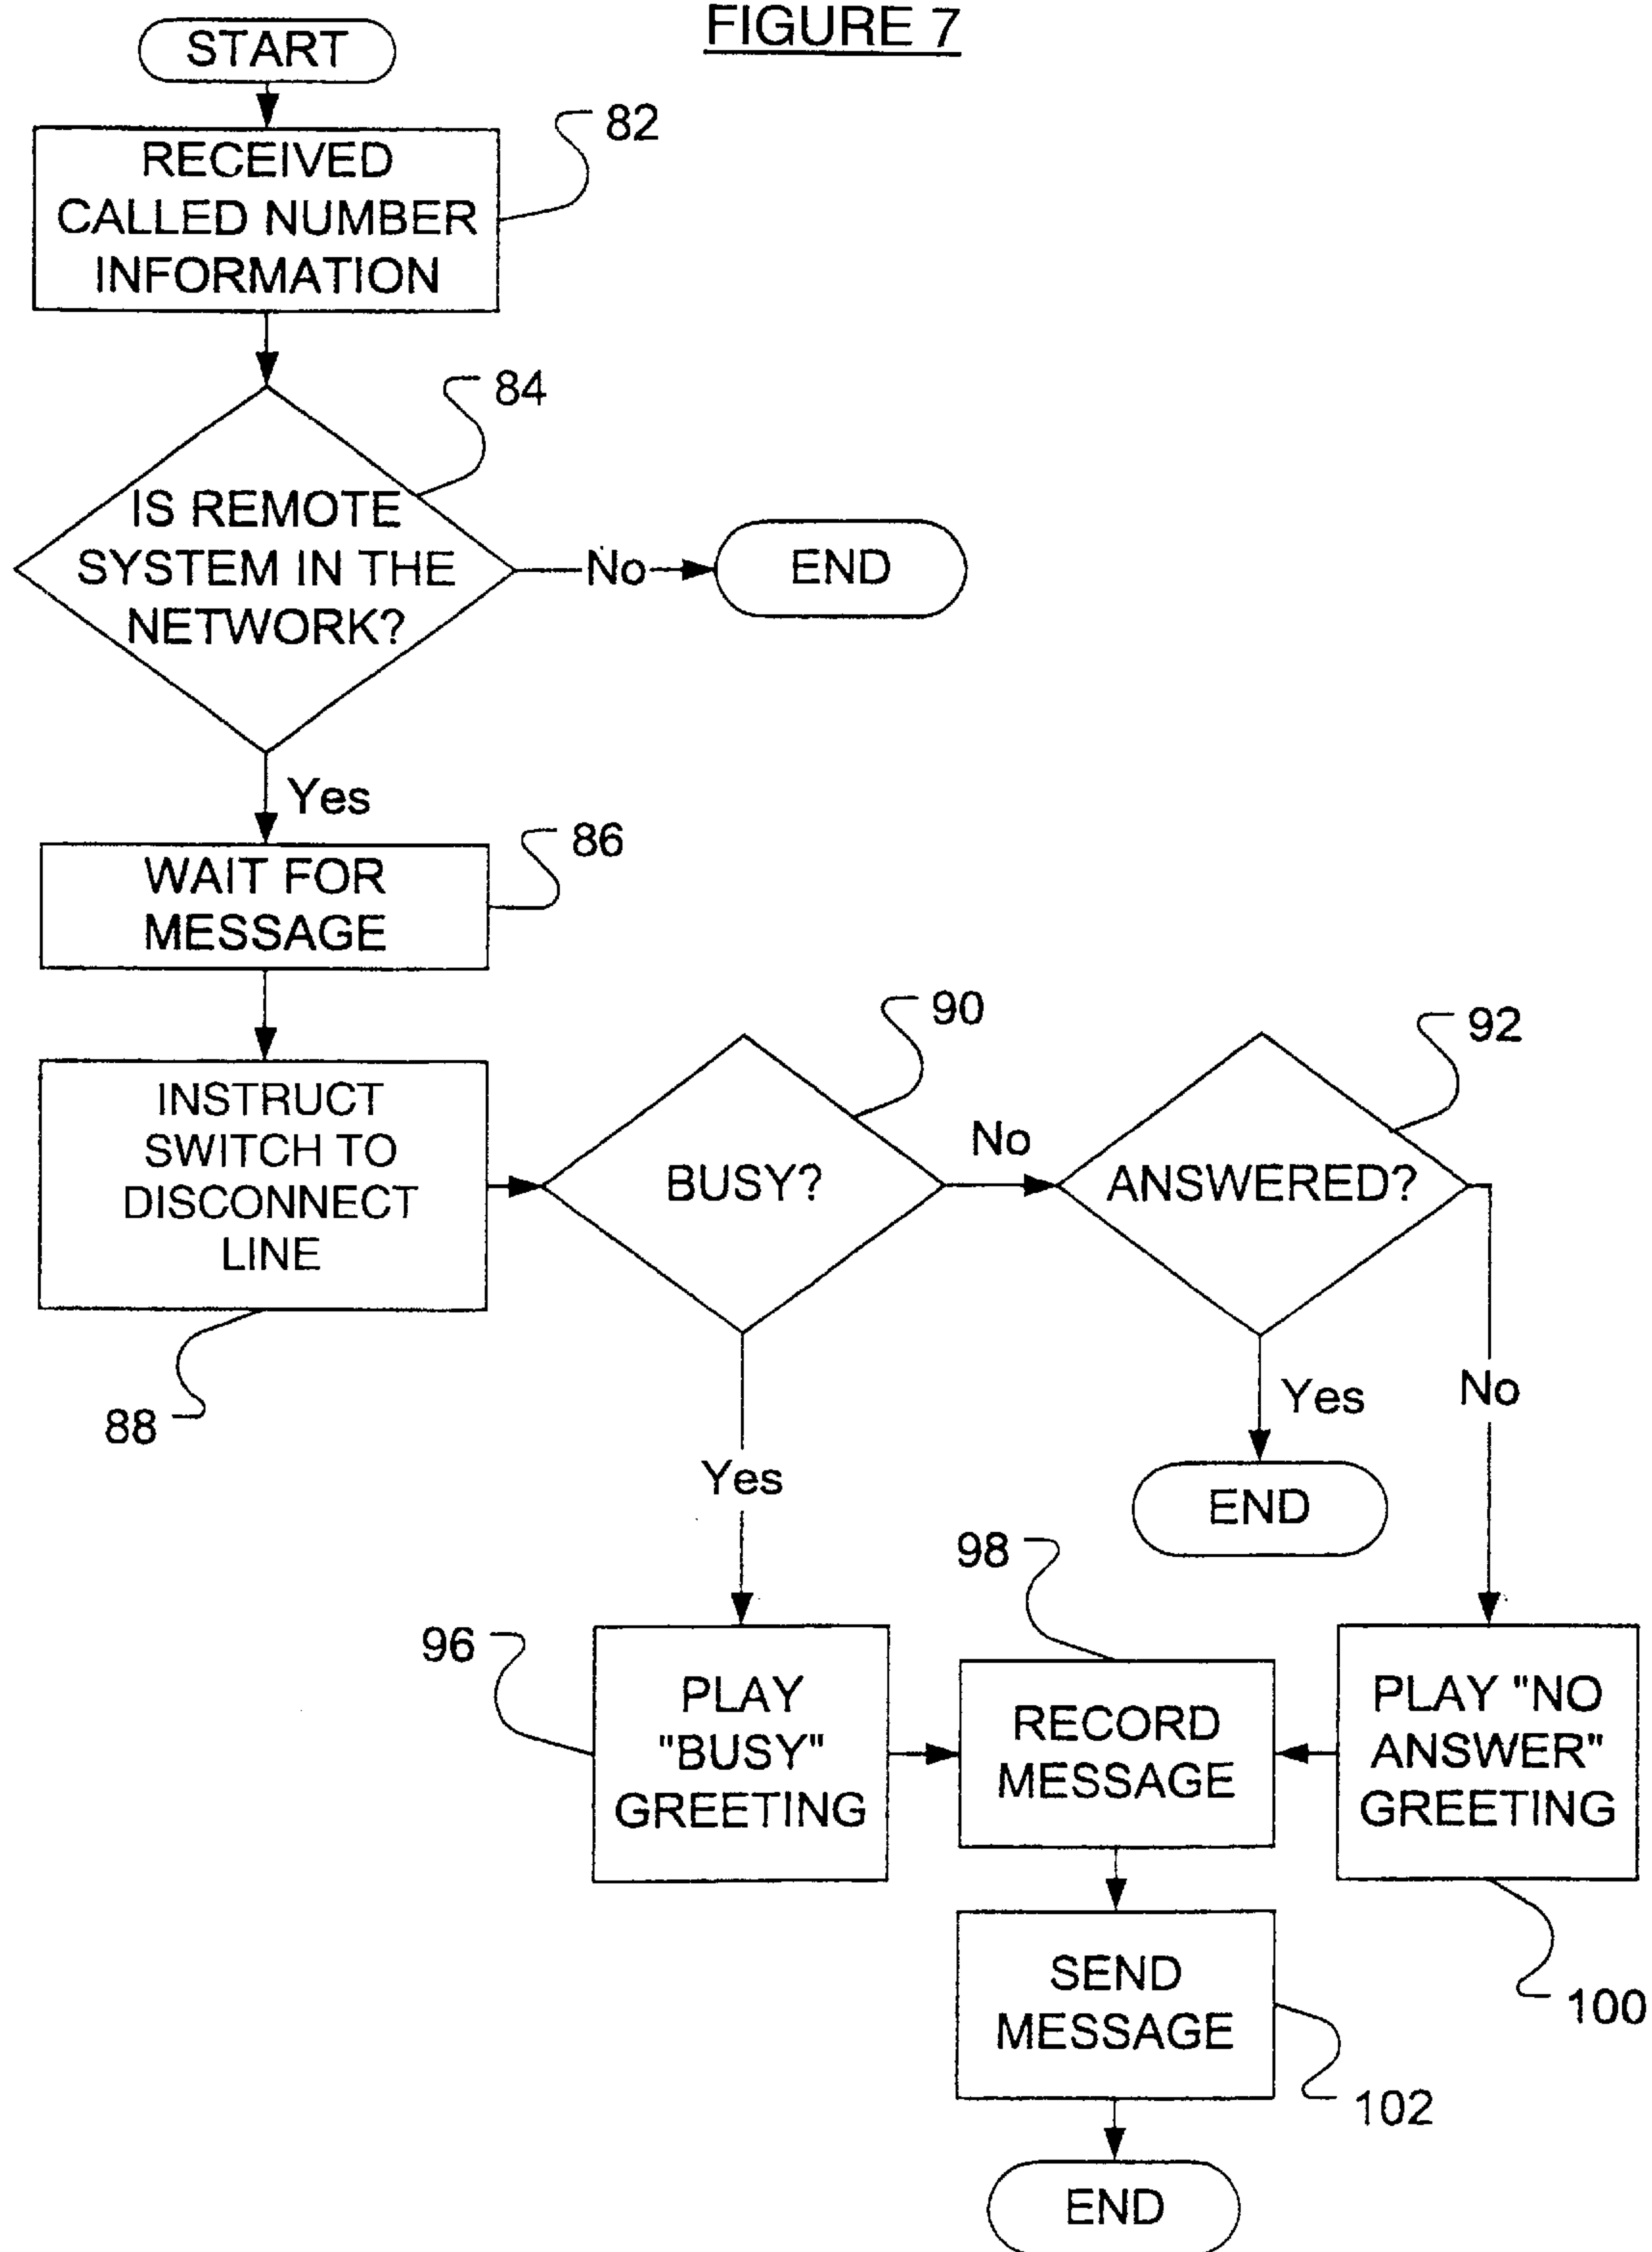 FIGURE 7
START
82
RECEIVED
CALLED NUMBER
INFORMATION
84
IS REMOTE
SYSTEM IN THE
NETWORK?
No
END
Yes
86
WAIT FOR
MESSAGE
90
92
INSTRUCT
SWITCH TO
DISCONNECT
LINE
BUSY?
No
ANSWERED?
88
Yes
Yes
No
END
98
96
PLAY
"BUSY"
GREETING
RECORD
MESSAGE
PLAY "NO
ANSWER"
GREETING
SEND
MESSAGE
100
102
END